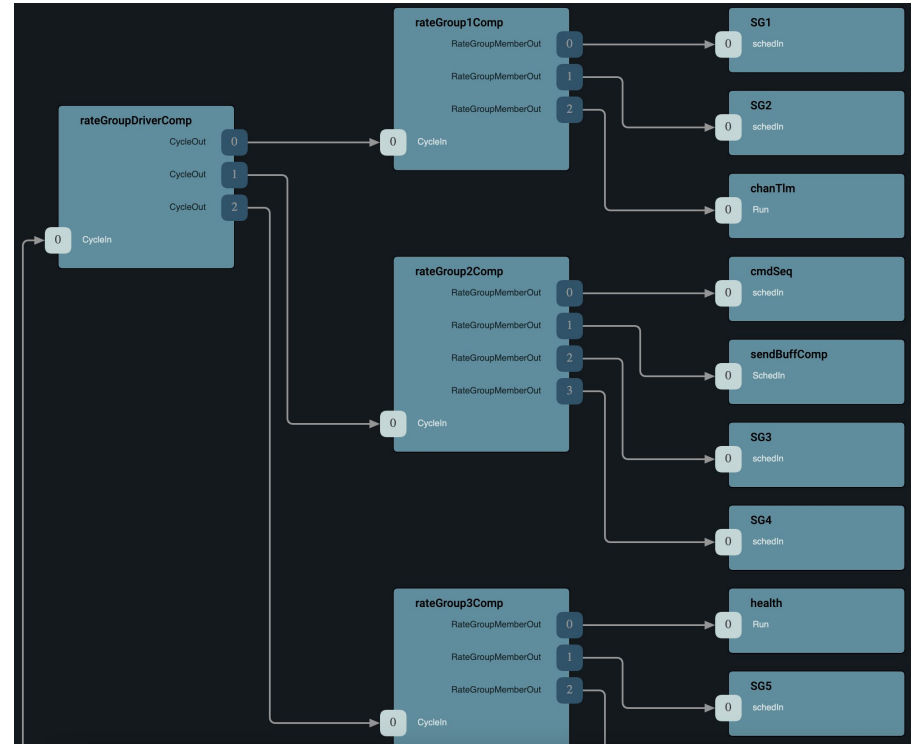 rateGroupDriverComp
CycleOut 0
CycleOut 1
CycleOut 2
0 CycleIn
rateGroup1Comp
RateGroupMemberOut 0
RateGroupMemberOut 1
RateGroupMemberOut 2
0 CycleIn
rateGroup2Comp
RateGroupMemberOut 0
RateGroupMemberOut 1
RateGroupMemberOut 2
RateGroupMemberOut 3
0 CycleIn
rateGroup3Comp
RateGroupMemberOut 0
RateGroupMemberOut 1
RateGroupMemberOut 2
0 CycleIn
SG1
0 schedIn
SG2
0 schedIn
chanTlm
0 Run
cmdSeq
0 schedIn
sendBuffComp
0 SchedIn
SG3
0 schedIn
SG4
0 schedIn
health
0 Run
SG5
0 schedIn